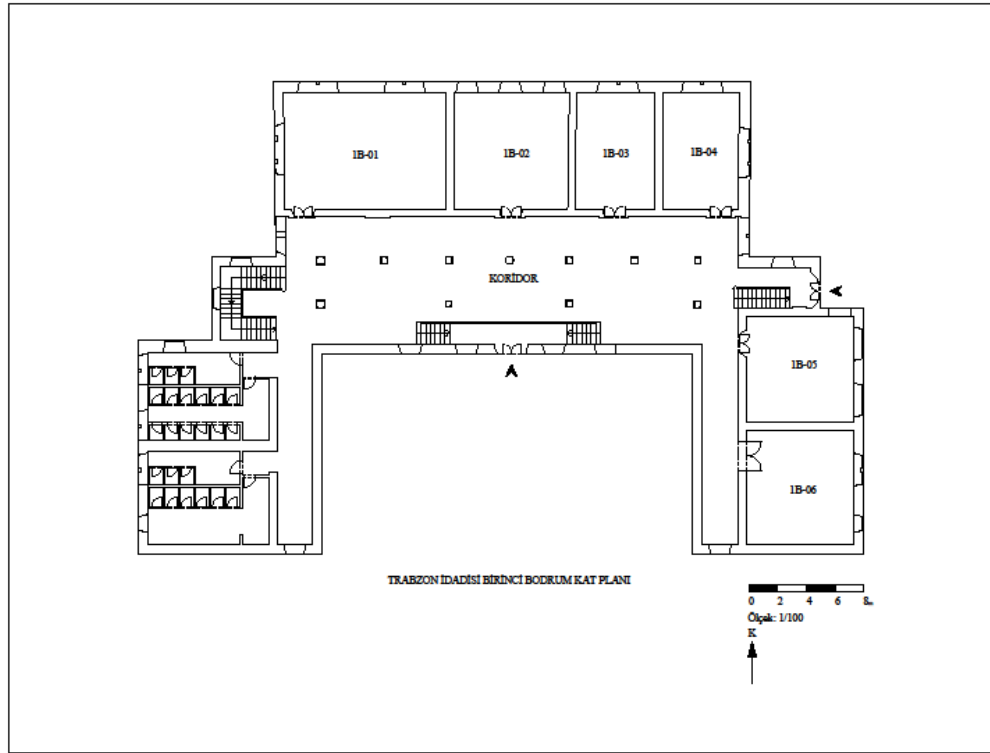 1B-01
1B-02
1B-03
1B-04
KORİDOR
1B-05
1B-06
TRABZON İDADİSİ BİRİNCİ BODRUM KAT PLANI
0 2 4 6 8m
Ölçek: 1/100
K